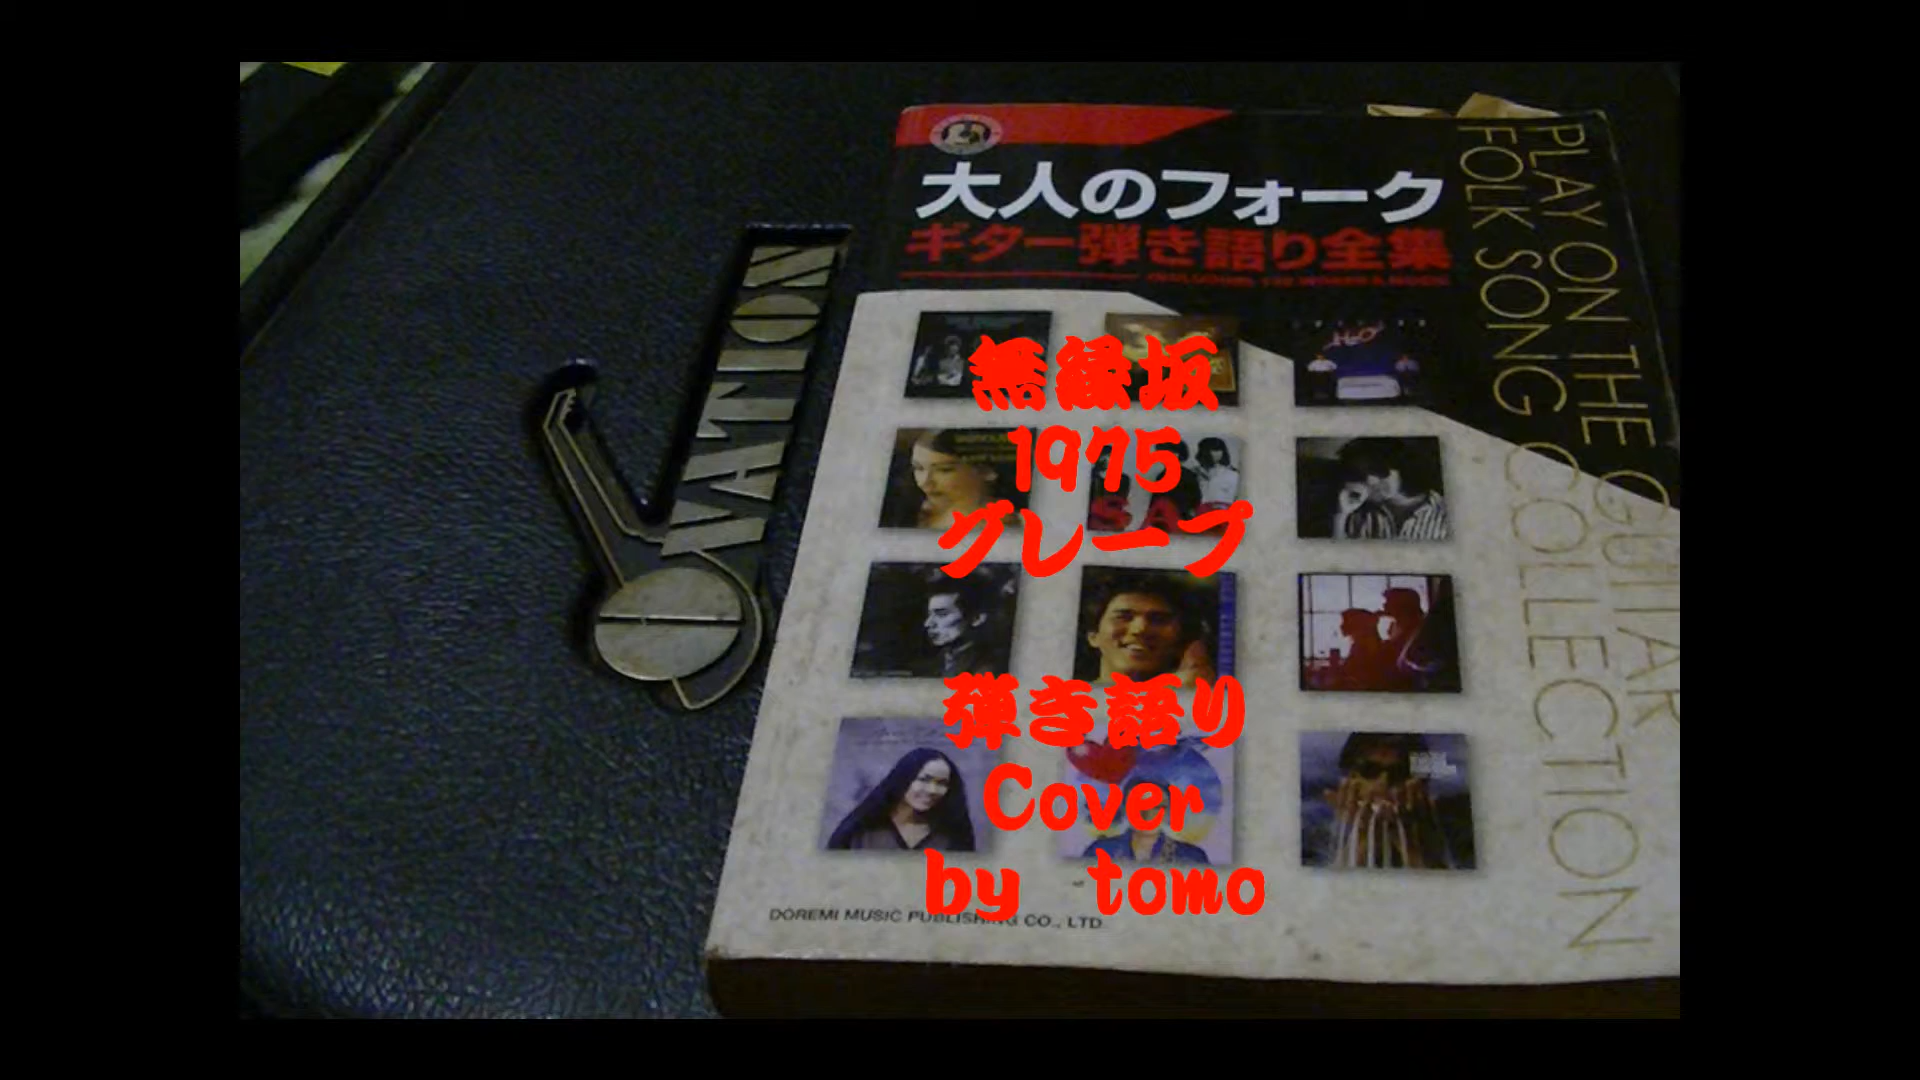 大人のフォーク
ギター弾き語り全集
PLAY ON THE GUITAR
FOLK SONG COLLECTION
OVATION
H2O
無縁坂
1975
グレープ
弾き語り
Cover
by tomo
DOREMI MUSIC PUBLISHING CO., LTD